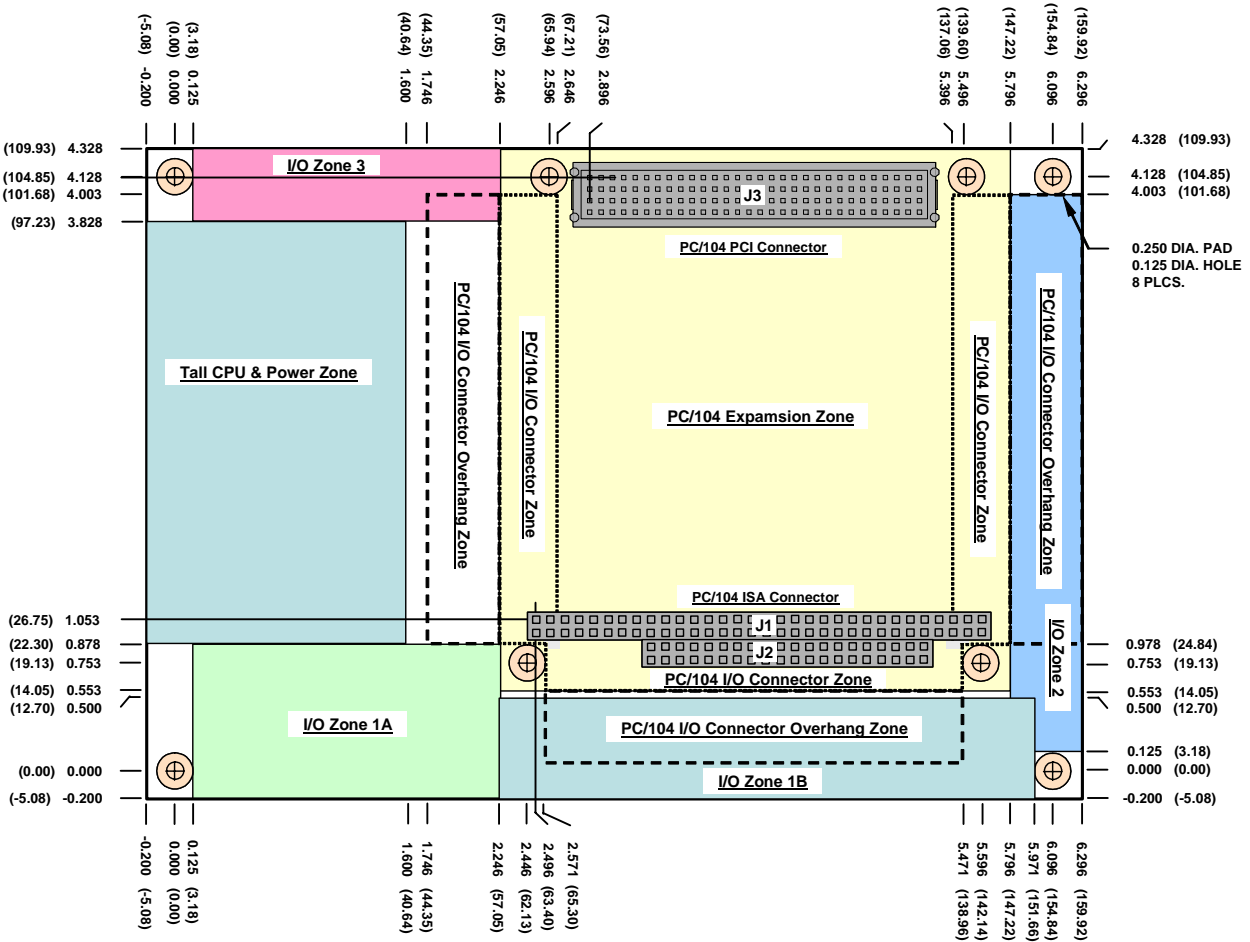 (-5.08) -0.200
(0.00) 0.000
(3.18) 0.125
(40.64) 1.600
(44.35) 1.746
(57.05) 2.246
(65.94) 2.596
(67.21) 2.646
(73.56) 2.896
(137.06) 5.396
(139.60) 5.496
(147.22) 5.796
(154.84) 6.096
(159.92) 6.296
(109.93) 4.328
(104.85) 4.128
(101.68) 4.003
(97.23) 3.828
(26.75) 1.053
(22.30) 0.878
(19.13) 0.753
(14.05) 0.553
(12.70) 0.500
(0.00) 0.000
(-5.08) -0.200
I/O Zone 3
J3
PC/104 PCI Connector
Tall CPU & Power Zone
PC/104 I/O Connector Overhang Zone
PC/104 I/O Connector Zone
PC/104 Expamsion Zone
PC/104 I/O Connector Zone
PC/104 I/O Connector Overhang Zone
PC/104 ISA Connector
J1
J2
I/O Zone 2
PC/104 I/O Connector Zone
I/O Zone 1A
PC/104 I/O Connector Overhang Zone
I/O Zone 1B
4.328 (109.93)
4.128 (104.85)
4.003 (101.68)
0.250 DIA. PAD
0.125 DIA. HOLE
8 PLCS.
0.978 (24.84)
0.753 (19.13)
0.553 (14.05)
0.500 (12.70)
0.125 (3.18)
0.000 (0.00)
-0.200 (-5.08)
-0.200 (-5.08)
0.000 (0.00)
0.125 (3.18)
1.600 (40.64)
1.746 (44.35)
2.246 (57.05)
2.446 (62.13)
2.496 (63.40)
2.571 (65.30)
5.471 (138.96)
5.596 (142.14)
5.796 (147.22)
5.971 (151.66)
6.096 (154.84)
6.296 (159.92)